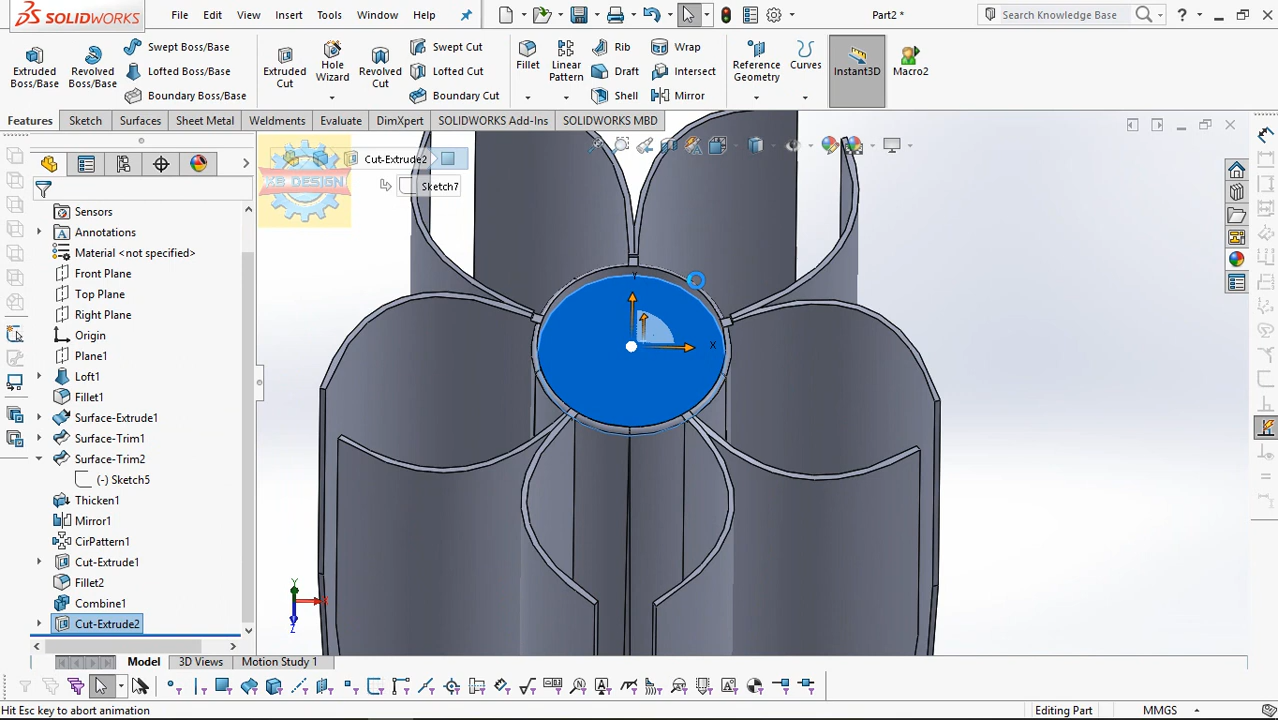 SOLIDWORKS
File
Edit
View
Insert
Tools
Window
Help
Part2 *
Search Knowledge Base
?
Extruded Boss/Base
Revolved Boss/Base
Swept Boss/Base
Lofted Boss/Base
Boundary Boss/Base
Extruded Cut
Hole Wizard
Revolved Cut
Swept Cut
Lofted Cut
Boundary Cut
Fillet
Linear Pattern
Rib
Draft
Shell
Wrap
Intersect
Mirror
Reference Geometry
Curves
Instant3D
Macro2
Features
Sketch
Surfaces
Sheet Metal
Weldments
Evaluate
DimXpert
SOLIDWORKS Add-Ins
SOLIDWORKS MBD
Cut-Extrude2
Sketch7
DESIGN
Sensors
Annotations
Material <not specified>
Front Plane
Top Plane
Right Plane
Origin
Plane1
Loft1
Fillet1
Surface-Extrude1
Surface-Trim1
Surface-Trim2
(-) Sketch5
Thicken1
Mirror1
CirPattern1
Cut-Extrude1
Fillet2
Combine1
Cut-Extrude2
Y
X
Y
X
Z
Model
3D Views
Motion Study 1
Hit Esc key to abort animation
Editing Part
MMGS